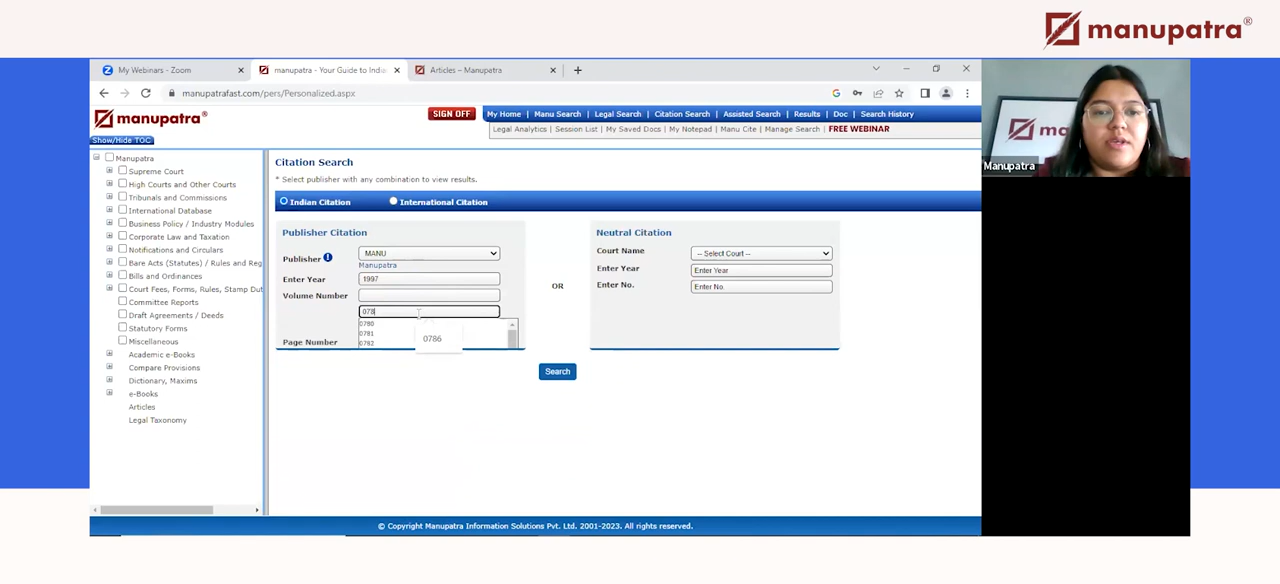 manupatra®
My Webinars - Zoom
manupatra - Your Guide to India
Articles – Manupatra
manupatrafast.com/pers/Personalized.aspx
manupatra®
SIGN OFF
My Home | Manu Search | Legal Search | Citation Search | Assisted Search | Results | Doc | Search History
Legal Analytics | Session List | My Saved Docs | My Notepad | Manu Cite | Manage Search | FREE WEBINAR
Show/Hide TOC
Manupatra
Supreme Court
High Courts and Other Courts
Tribunals and Commissions
International Database
Business Policy / Industry Modules
Corporate Law and Taxation
Notifications and Circulars
Bare Acts (Statutes) / Rules and Reg
Bills and Ordinances
Court Fees, Forms, Rules, Stamp Dut
Committee Reports
Draft Agreements / Deeds
Statutory Forms
Miscellaneous
Academic e-Books
Compare Provisions
Dictionary, Maxims
e-Books
Articles
Legal Taxonomy
Citation Search
* Select publisher with any combination to view results.
Indian Citation
International Citation
Publisher Citation
Publisher
MANU
Manupatra
Enter Year
1997
Volume Number
078
0780
0781
0782
0786
Page Number
OR
Neutral Citation
Court Name
-- Select Court --
Enter Year
Enter Year
Enter No.
Enter No.
Search
© Copyright Manupatra Information Solutions Pvt. Ltd. 2001-2023. All rights reserved.
Manupatra